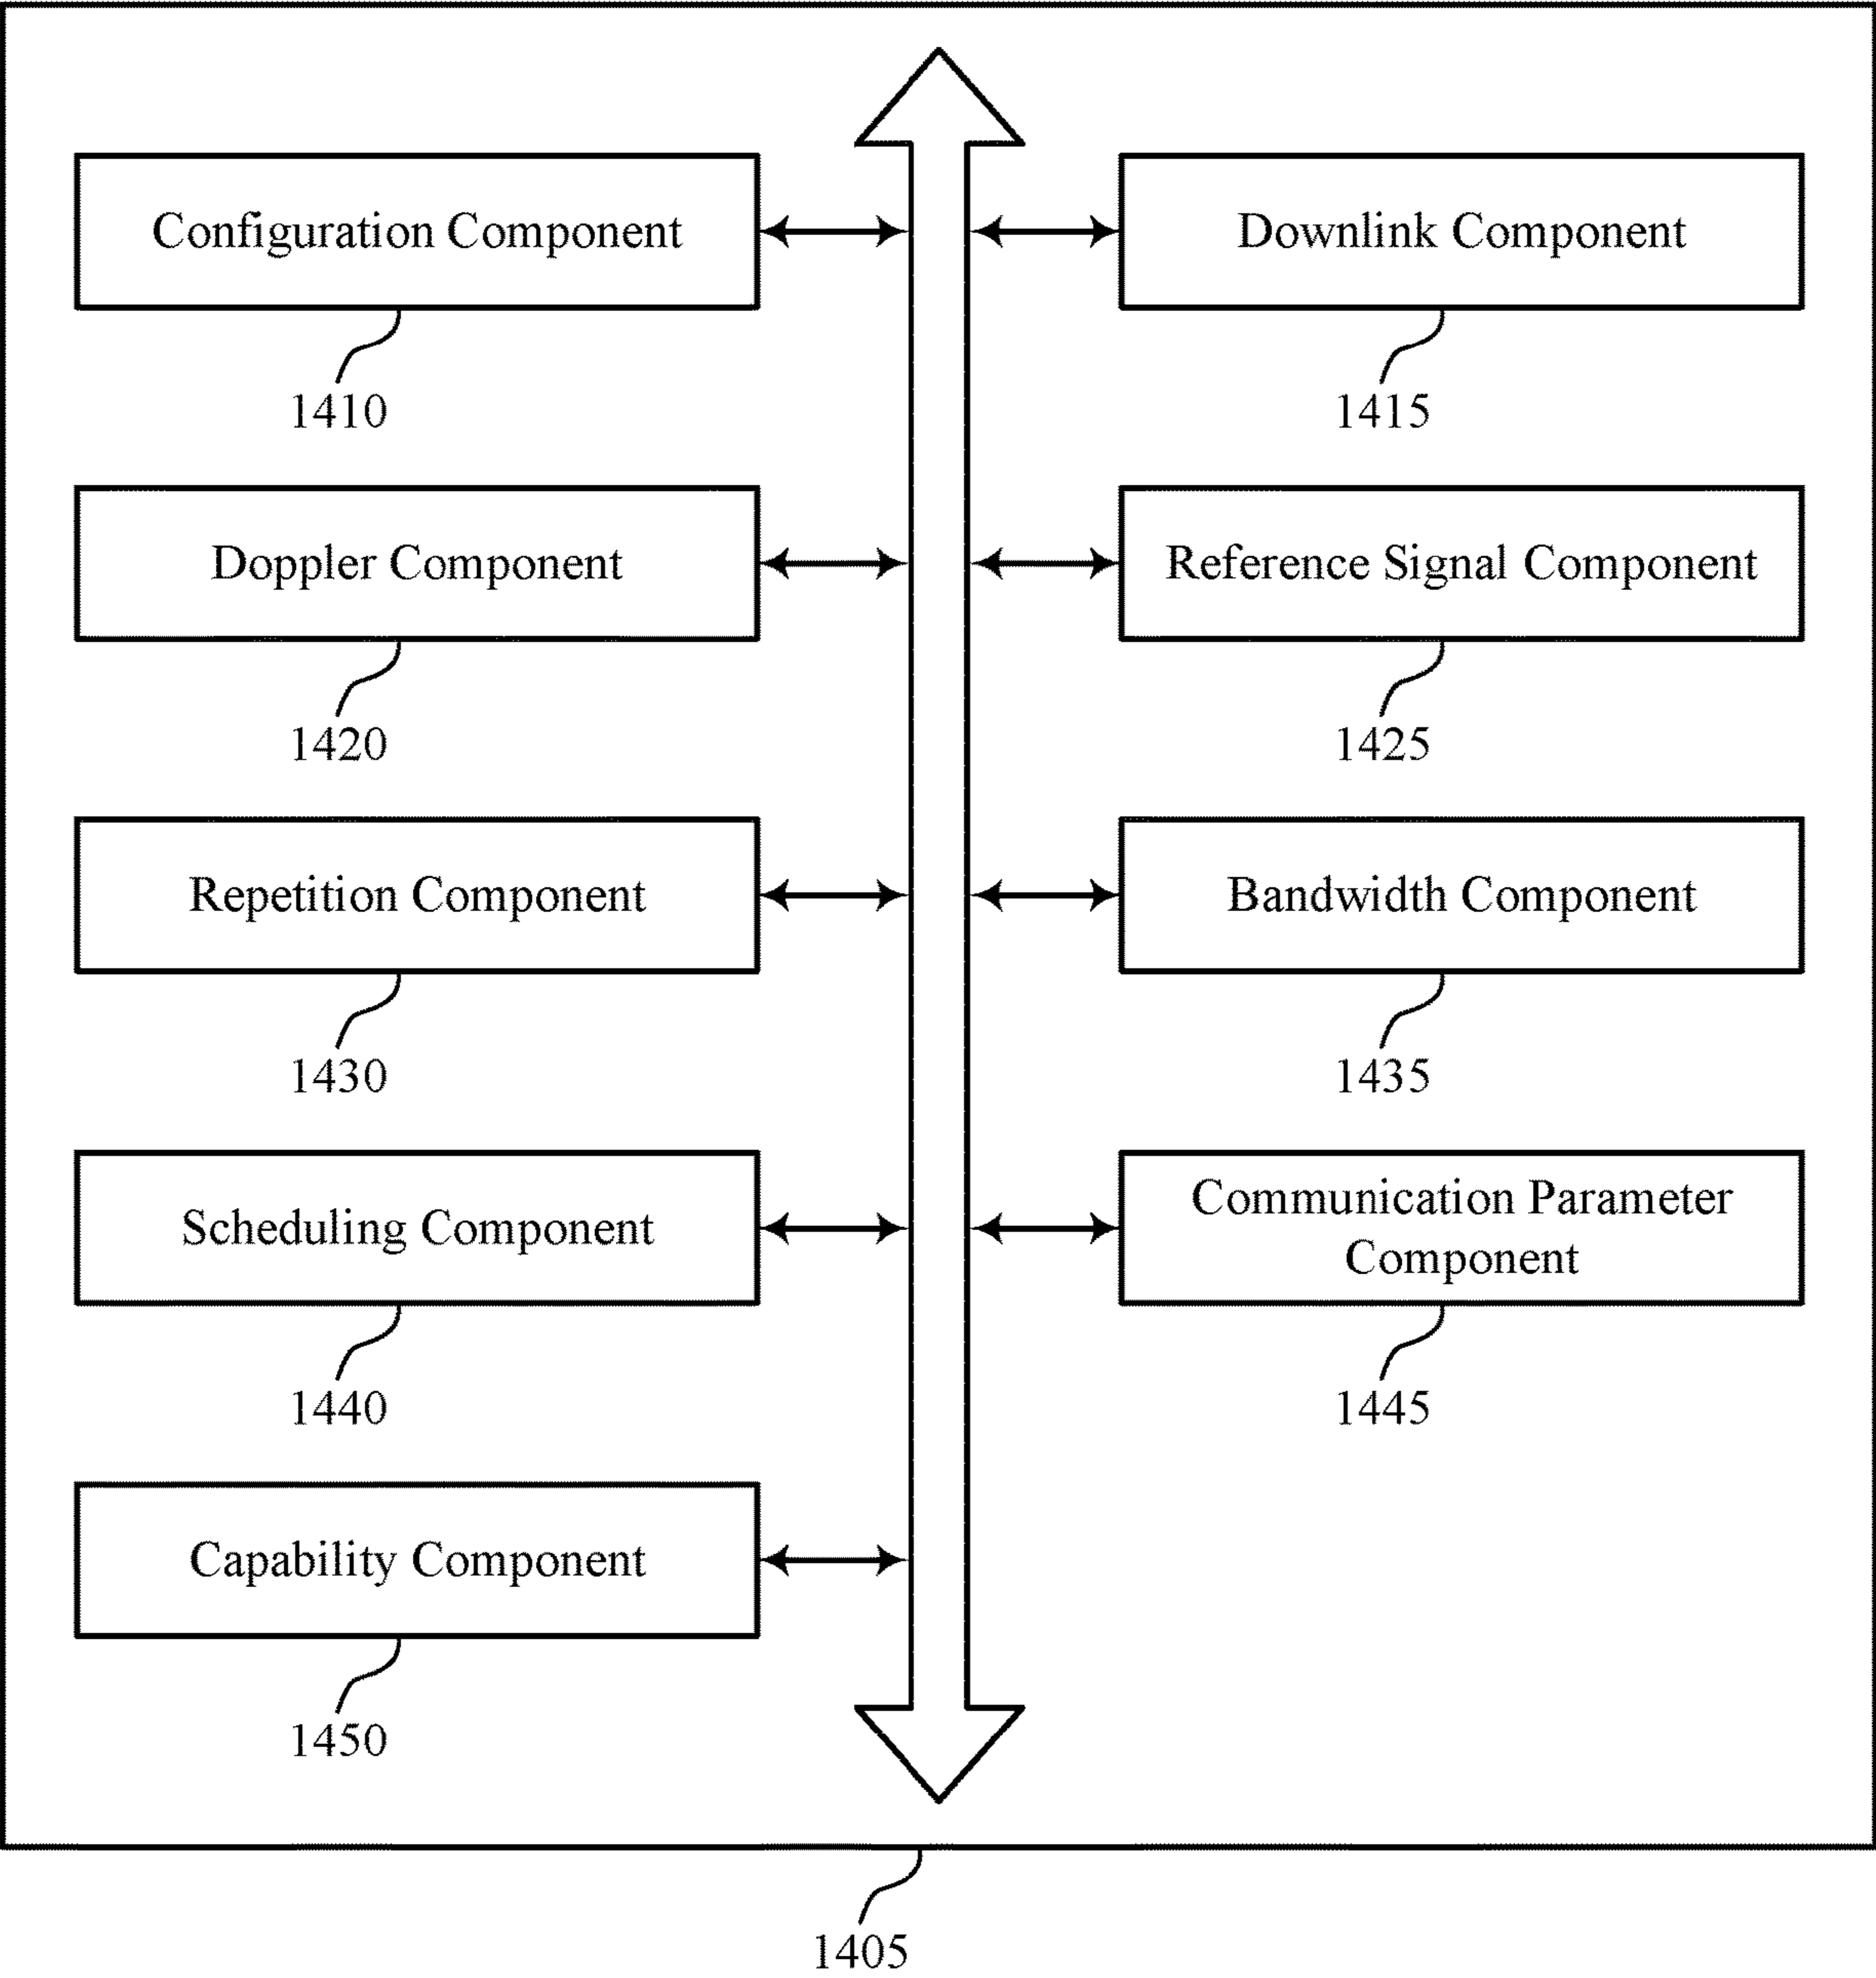 Configuration Component
Downlink Component
1410
1415
Doppler Component
Reference Signal Component
1420
1425
Repetition Component
Bandwidth Component
1430
1435
Scheduling Component
Communication Parameter
Component
1440
1445
Capability Component
1450
1405